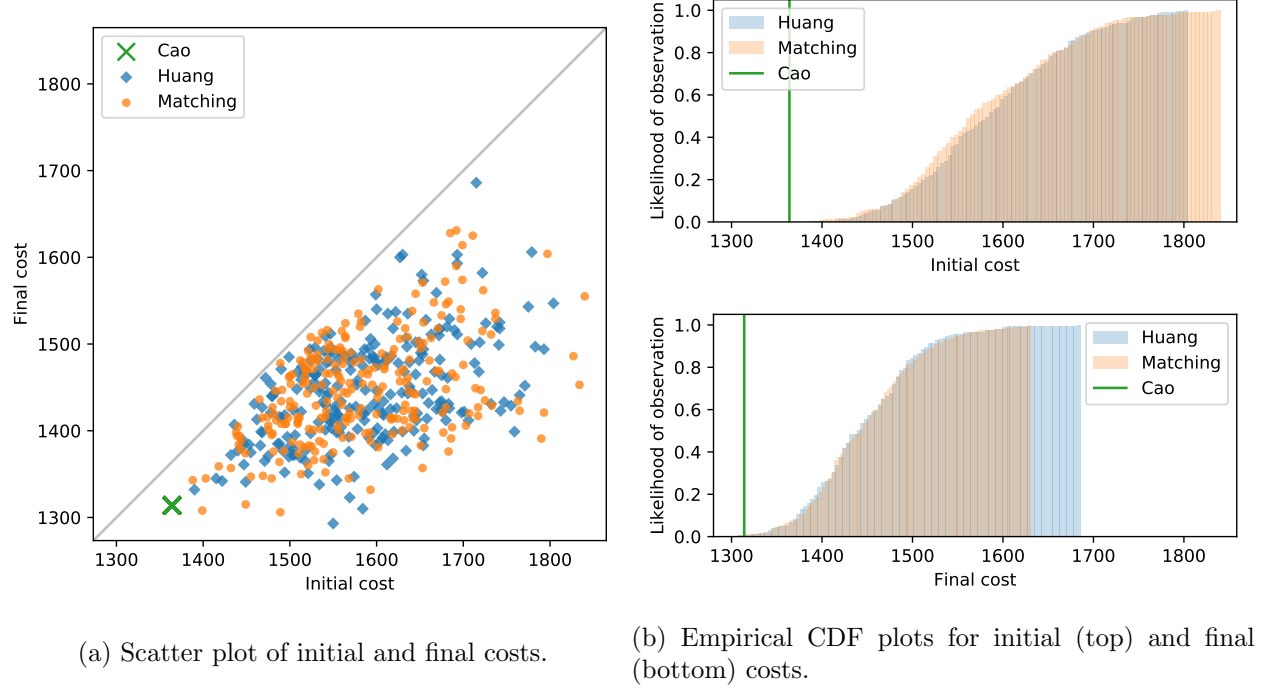 Cao
Huang
Matching
1800
1700
1600
1500
1400
1300
Final cost
1300 1400 1500 1600 1700 1800
Initial cost
(a) Scatter plot of initial and final costs.
Huang
Matching
Cao
1.0
0.8
0.6
0.4
0.2
0.0
Likelihood of observation
1300 1400 1500 1600 1700 1800
Initial cost
Huang
Matching
Cao
1.0
0.8
0.6
0.4
0.2
0.0
Likelihood of observation
1300 1400 1500 1600 1700 1800
Final cost
(b) Empirical CDF plots for initial (top) and final
(bottom) costs.